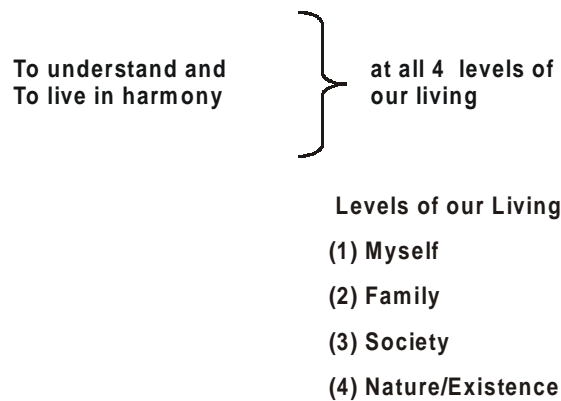 To understand and
To live in harmony
at all 4 levels of
our living
Levels of our Living
(1) Myself
(2) Family
(3) Society
(4) Nature/Existence